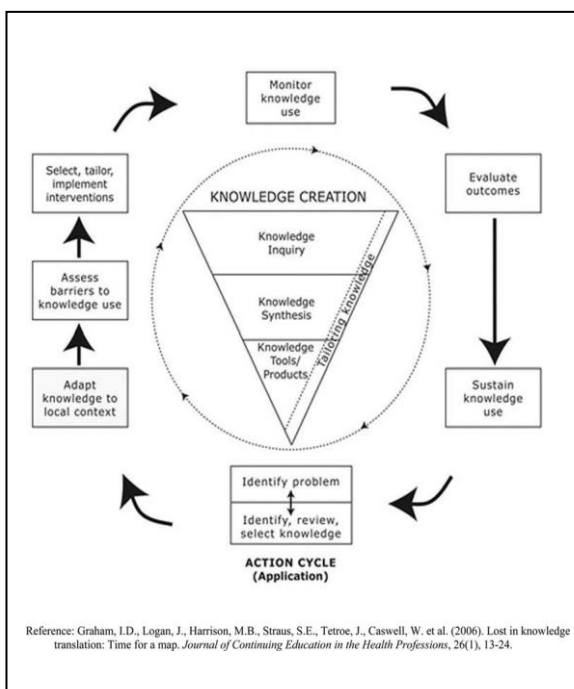 Monitor
knowledge
use
Select, tailor,
implement
interventions
Evaluate
outcomes
KNOWLEDGE CREATION
Knowledge
Inquiry
Assess
barriers to
knowledge use
Knowledge
Synthesis
Tailoring knowledge
Knowledge
Tools/
Products
Adapt
knowledge to
local context
Sustain
knowledge
use
Identify problem
Identify, review,
select knowledge
ACTION CYCLE
(Application)
Reference: Graham, I.D., Logan, J., Harrison, M.B., Straus, S.E., Tetroe, J., Caswell, W. et al. (2006). Lost in knowledge
translation: Time for a map. Journal of Continuing Education in the Health Professions, 26(1), 13-24.